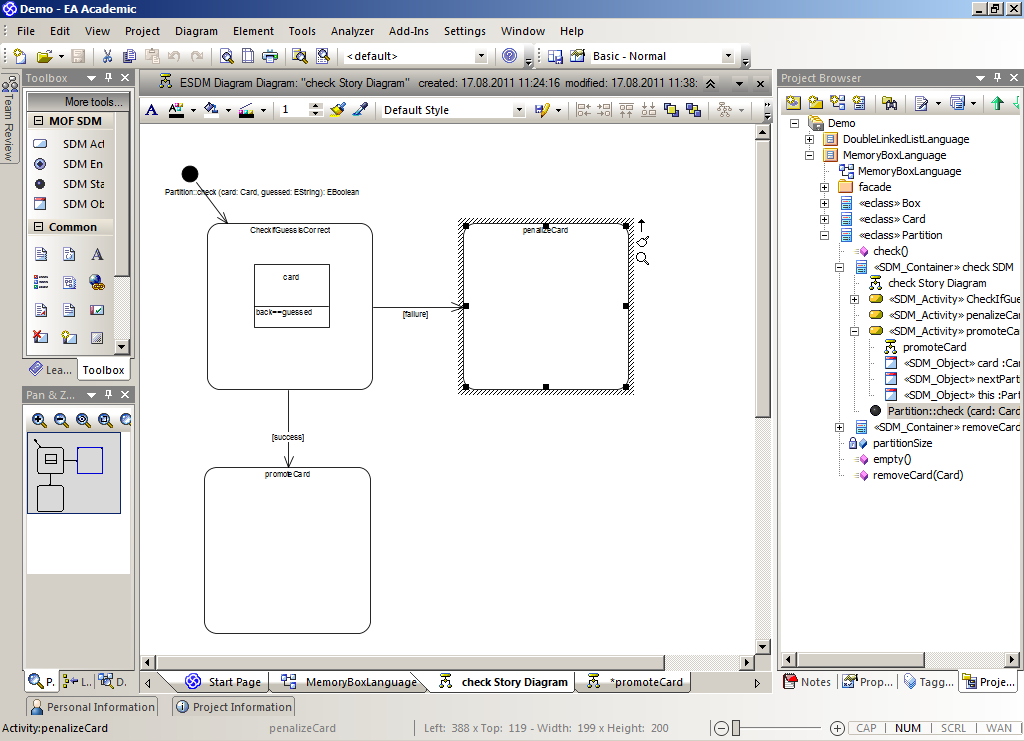 Demo - EA Academic
File Edit View Project Diagram Element Tools Analyzer Add-Ins Settings Window Help
<default> Basic - Normal
Team Review
Toolbox
More tools...
MOF SDM
SDM Act
SDM En
SDM Sta
SDM Ob
Common
Lea... Toolbox
Pan & Z...
P. L.. D.
ESDM Diagram Diagram: "check Story Diagram" created: 17.08.2011 11:24:16 modified: 17.08.2011 11:38:
1 Default Style
Partition::check (card: Card, guessed: EString): EBoolean
CheckIfGuessIsCorrect
card
back==guessed
[failure]
penalizeCard
[success]
promoteCard
Start Page MemoryBoxLanguage check Story Diagram *promoteCard
Project Browser
Demo
DoubleLinkedListLanguage
MemoryBoxLanguage
MemoryBoxLanguage
facade
«eclass» Box
«eclass» Card
«eclass» Partition
check()
«SDM_Container» check SDM
check Story Diagram
«SDM_Activity» CheckIfGue
«SDM_Activity» penalizeCar
«SDM_Activity» promoteCa
promoteCard
«SDM_Object» card :Car
«SDM_Object» nextPart
«SDM_Object» this :Part
Partition::check (card: Card
«SDM_Container» removeCard
partitionSize
empty()
removeCard(Card)
Notes Prop... Tagg... Proje...
Personal Information Project Information
Activity:penalizeCard penalizeCard Left: 388 x Top: 119 - Width: 199 x Height: 200 CAP NUM SCRL WAN